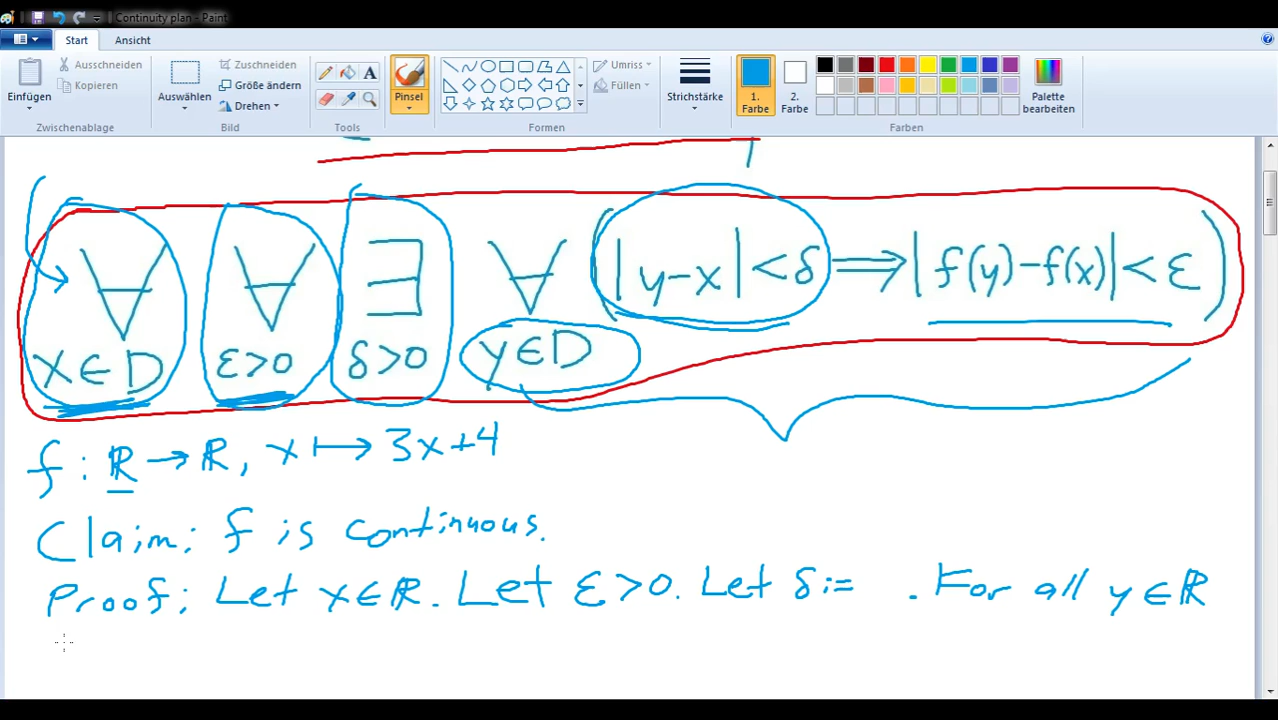 Continuity plan - Paint
Start Ansicht
Einfügen
Ausschneiden
Kopieren
Zwischenablage
Auswählen
Zuschneiden
Größe ändern
Drehen
Bild
Pinsel
Tools
Umriss
Füllen
Formen
Strichstärke
1. Farbe
2. Farbe
Palette bearbeiten
Farben
∀ ∀ ∃ ∀ (|y-x| < δ ⟹ |f(y)-f(x)| < ε)
x ∈ D ε>0 δ>0 y ∈ D
f : ℝ → ℝ, x ↦ 3x+4
Claim: f is continuous.
Proof: Let x∈ℝ. Let ε>0. Let δ:= . For all y∈ℝ